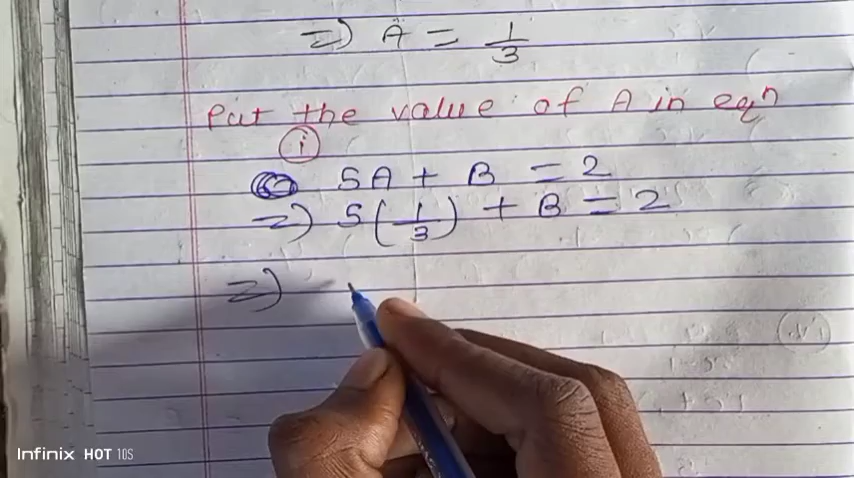 =) A = 1/3
Put the value of A in eqn
(i)
5A + B = 2
=) 5(1/3) + B = 2
=) -
Infinix HOT 10S